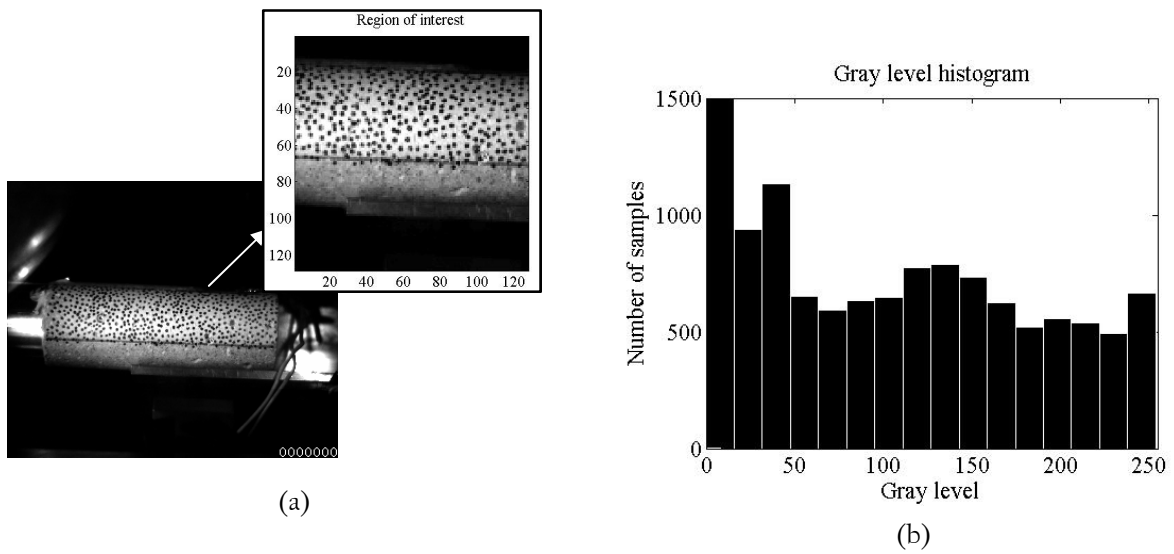 Region of interest
20
40
60
80
100
120
20 40 60 80 100 120
0000000
(a)
Gray level histogram
1500
1000
500
0
Number of samples
0 50 100 150 200 250
Gray level
(b)